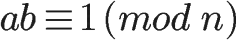 ab ≡ 1 (mod n)